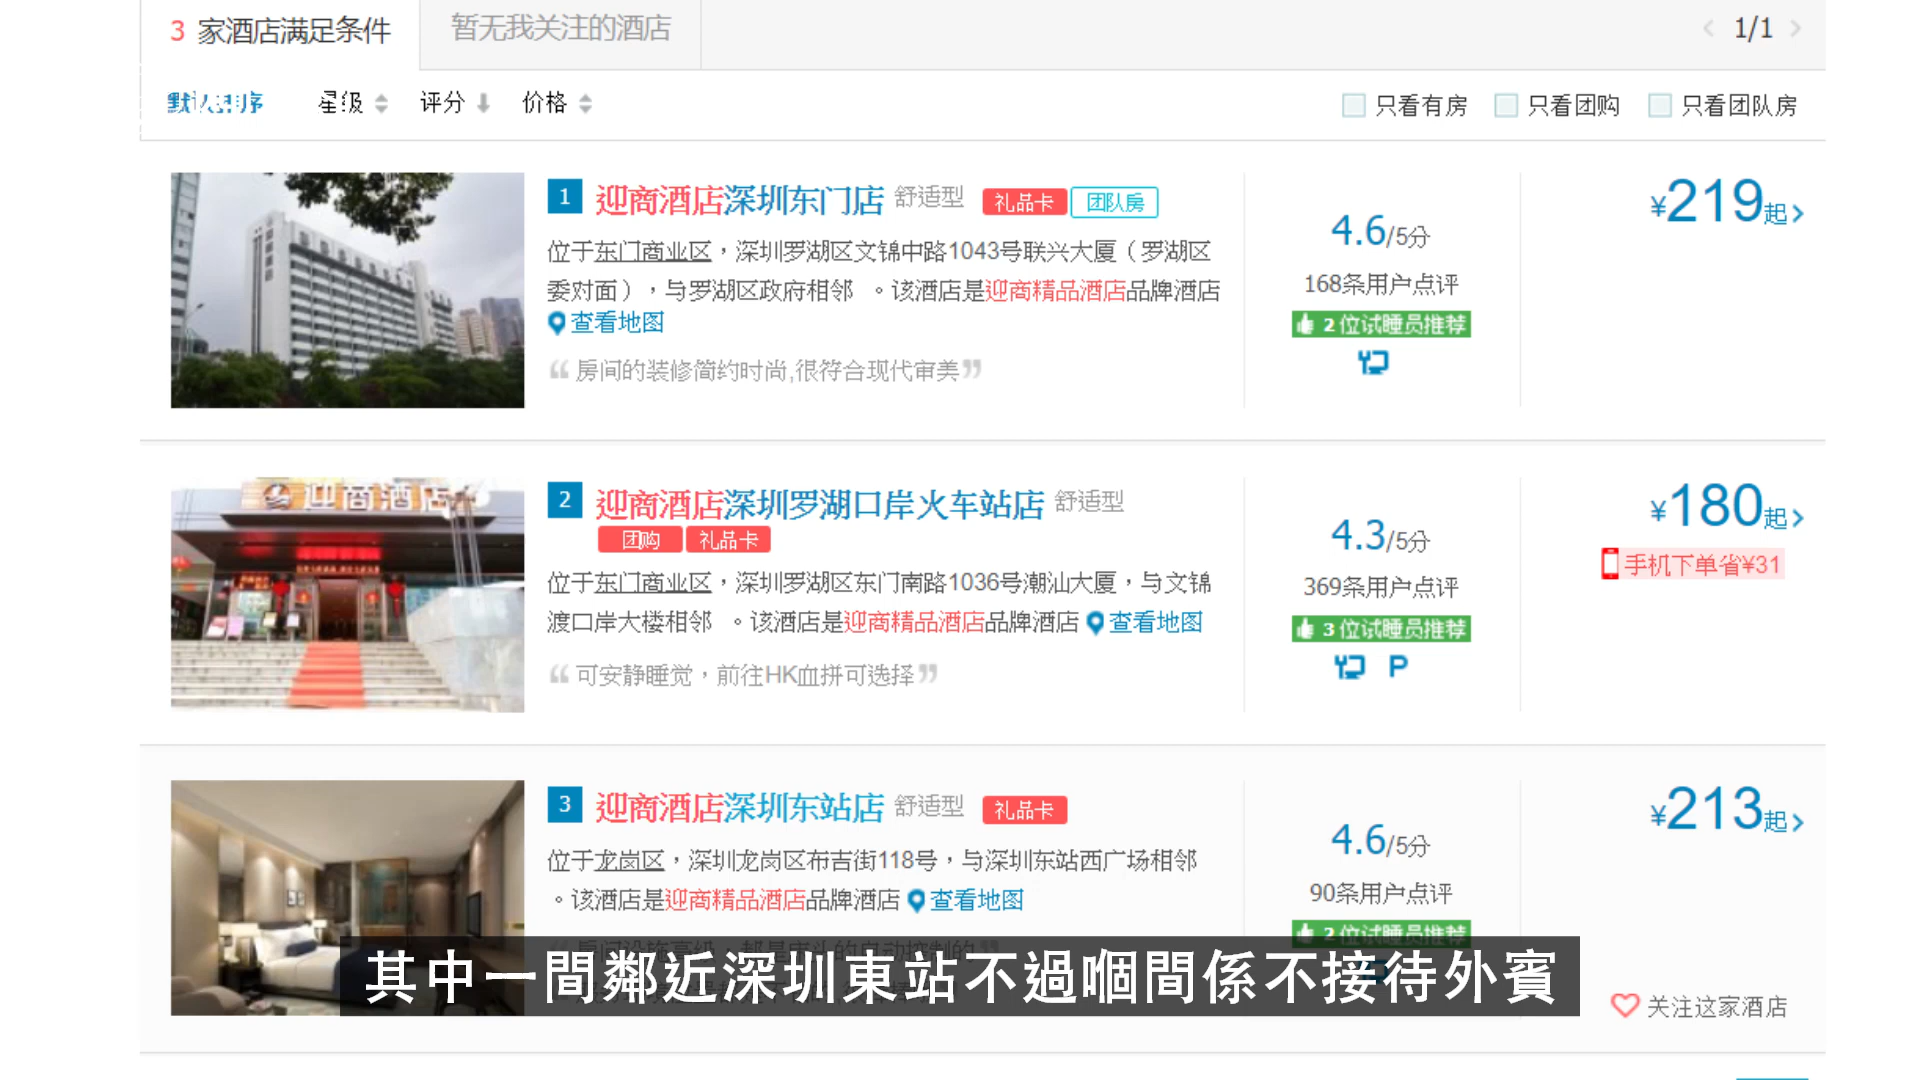 3 家酒店满足条件
暂无我关注的酒店
1/1
默认排序 星级 评分 价格
只看有房 只看团购 只看团队房
1 迎商酒店深圳东门店 舒适型 礼品卡 团队房
位于东门商业区，深圳罗湖区文锦中路1043号联兴大厦（罗湖区
委对面），与罗湖区政府相邻 。该酒店是迎商精品酒店品牌酒店
查看地图
“房间的装修简约时尚,很符合现代审美”
4.6/5分
168条用户点评
2 位试睡员推荐
¥219起
迎商酒店
2 迎商酒店深圳罗湖口岸火车站店 舒适型
团购 礼品卡
位于东门商业区，深圳罗湖区东门南路1036号潮汕大厦，与文锦
渡口岸大楼相邻 。该酒店是迎商精品酒店品牌酒店 查看地图
“可安静睡觉，前往HK血拼可选择”
4.3/5分
369条用户点评
3 位试睡员推荐
P
¥180起
手机下单省¥31
3 迎商酒店深圳东站店 舒适型 礼品卡
位于龙岗区，深圳龙岗区布吉街118号，与深圳东站西广场相邻
。该酒店是迎商精品酒店品牌酒店 查看地图
4.6/5分
90条用户点评
2 位试睡员推荐
¥213起
关注这家酒店
其中一間鄰近深圳東站不過嗰間係不接待外賓